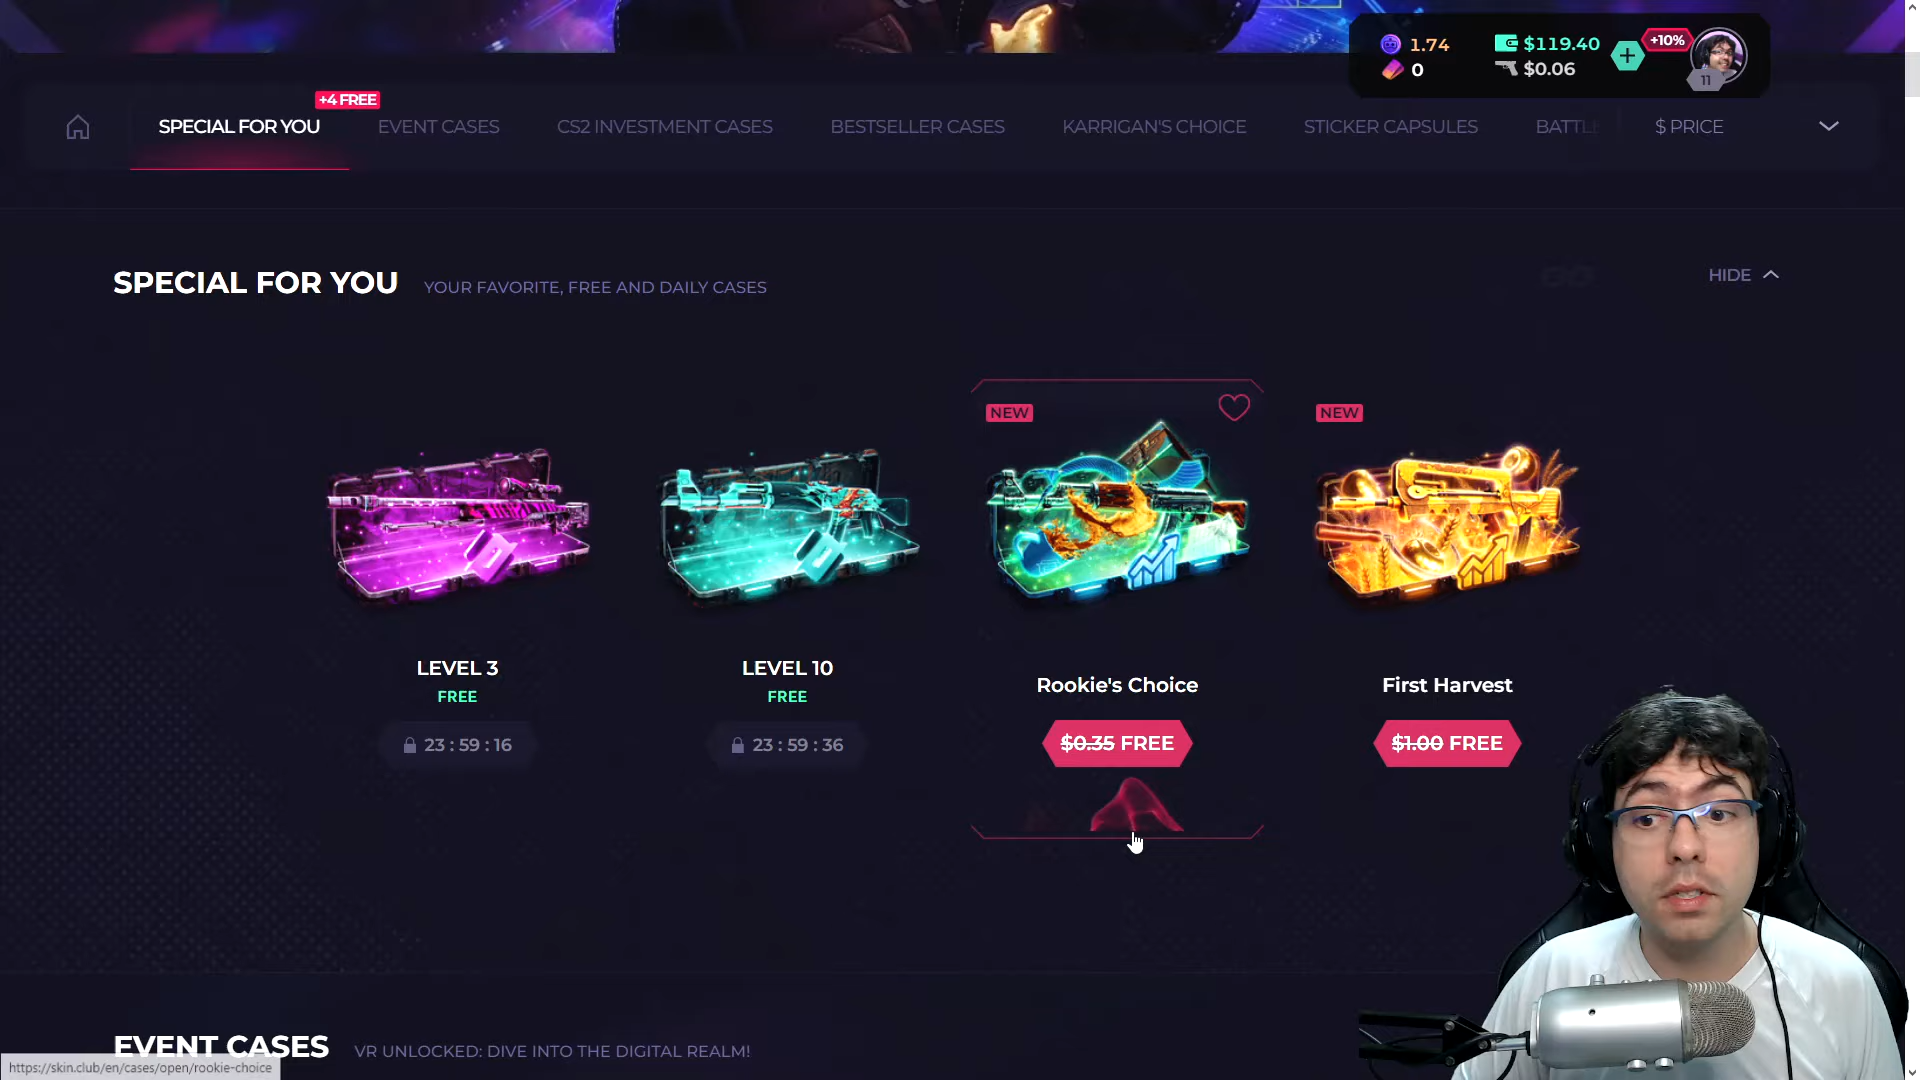 1.74
$119.40
+10%
0
$0.06
11
+4 FREE
SPECIAL FOR YOU
EVENT CASES
CS2 INVESTMENT CASES
BESTSELLER CASES
KARRIGAN'S CHOICE
STICKER CAPSULES
BATTLE
$ PRICE
SPECIAL FOR YOU
YOUR FAVORITE, FREE AND DAILY CASES
HIDE
NEW
NEW
LEVEL 3
FREE
23 : 59 : 16
LEVEL 10
FREE
23 : 59 : 36
Rookie's Choice
$0.35 FREE
First Harvest
$1.00 FREE
EVENT CASES
VR UNLOCKED: DIVE INTO THE DIGITAL REALM!
https://skin.club/en/cases/open/rookie-choice